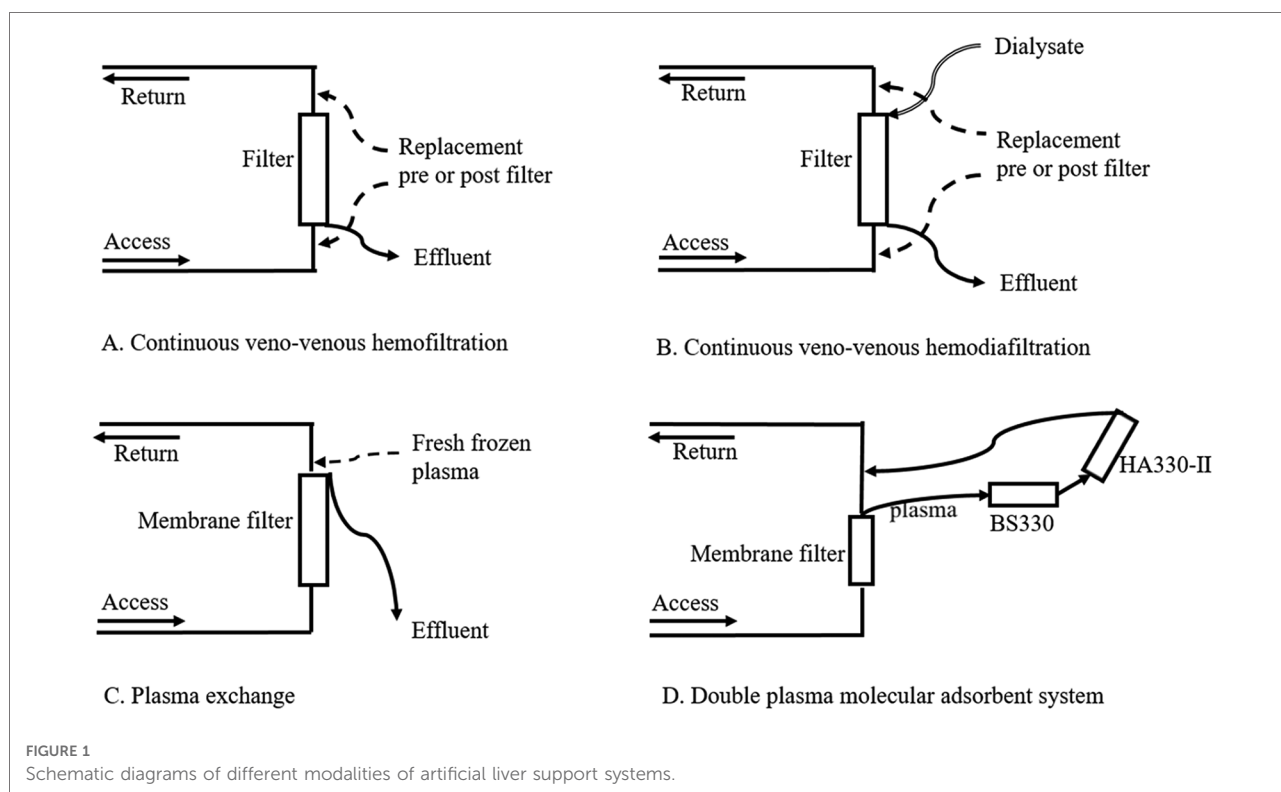 Return
Filter
Replacement
pre or post filter
Access
Effluent
A. Continuous veno-venous hemofiltration
Dialysate
Return
Filter
Replacement
pre or post filter
Access
Effluent
B. Continuous veno-venous hemodiafiltration
Return
Fresh frozen
plasma
Membrane filter
Access
Effluent
C. Plasma exchange
Return
HA330-II
plasma
BS330
Membrane filter
Access
D. Double plasma molecular adsorbent system
FIGURE 1
Schematic diagrams of different modalities of artificial liver support systems.